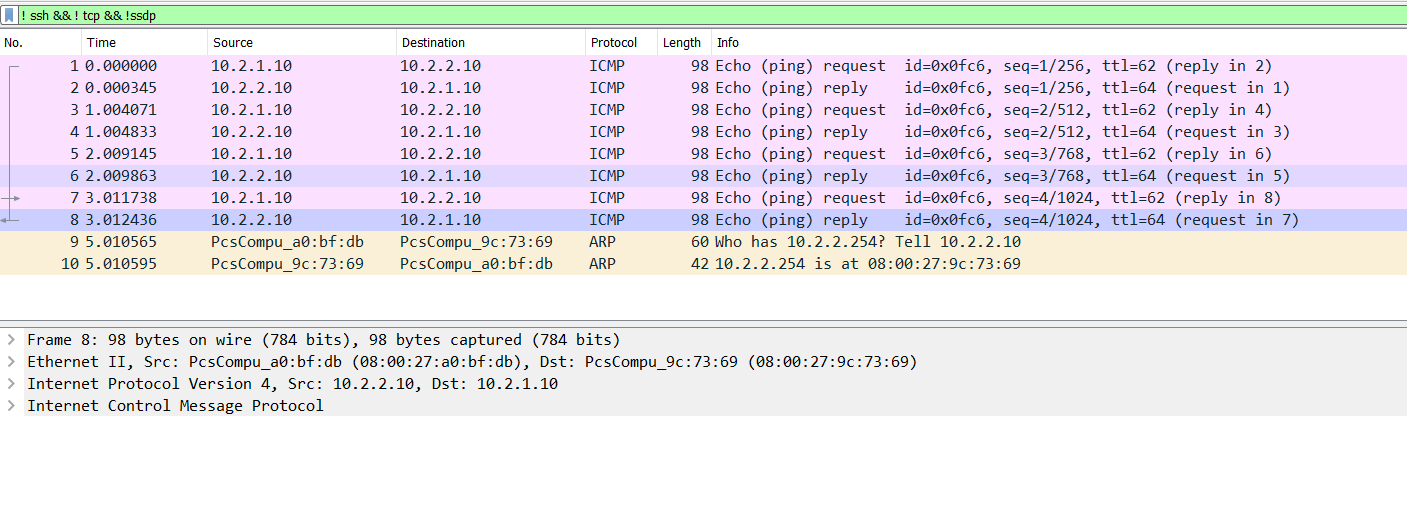 ! ssh && ! tcp && !ssdp
No. Time Source Destination Protocol Length Info
1 0.000000 10.2.1.10 10.2.2.10 ICMP 98 Echo (ping) request id=0x0fc6, seq=1/256, ttl=62 (reply in 2)
2 0.000345 10.2.2.10 10.2.1.10 ICMP 98 Echo (ping) reply id=0x0fc6, seq=1/256, ttl=64 (request in 1)
3 1.004071 10.2.1.10 10.2.2.10 ICMP 98 Echo (ping) request id=0x0fc6, seq=2/512, ttl=62 (reply in 4)
4 1.004833 10.2.2.10 10.2.1.10 ICMP 98 Echo (ping) reply id=0x0fc6, seq=2/512, ttl=64 (request in 3)
5 2.009145 10.2.1.10 10.2.2.10 ICMP 98 Echo (ping) request id=0x0fc6, seq=3/768, ttl=62 (reply in 6)
6 2.009863 10.2.2.10 10.2.1.10 ICMP 98 Echo (ping) reply id=0x0fc6, seq=3/768, ttl=64 (request in 5)
7 3.011738 10.2.1.10 10.2.2.10 ICMP 98 Echo (ping) request id=0x0fc6, seq=4/1024, ttl=62 (reply in 8)
8 3.012436 10.2.2.10 10.2.1.10 ICMP 98 Echo (ping) reply id=0x0fc6, seq=4/1024, ttl=64 (request in 7)
9 5.010565 PcsCompu_a0:bf:db PcsCompu_9c:73:69 ARP 60 Who has 10.2.2.254? Tell 10.2.2.10
10 5.010595 PcsCompu_9c:73:69 PcsCompu_a0:bf:db ARP 42 10.2.2.254 is at 08:00:27:9c:73:69
Frame 8: 98 bytes on wire (784 bits), 98 bytes captured (784 bits)
Ethernet II, Src: PcsCompu_a0:bf:db (08:00:27:a0:bf:db), Dst: PcsCompu_9c:73:69 (08:00:27:9c:73:69)
Internet Protocol Version 4, Src: 10.2.2.10, Dst: 10.2.1.10
Internet Control Message Protocol